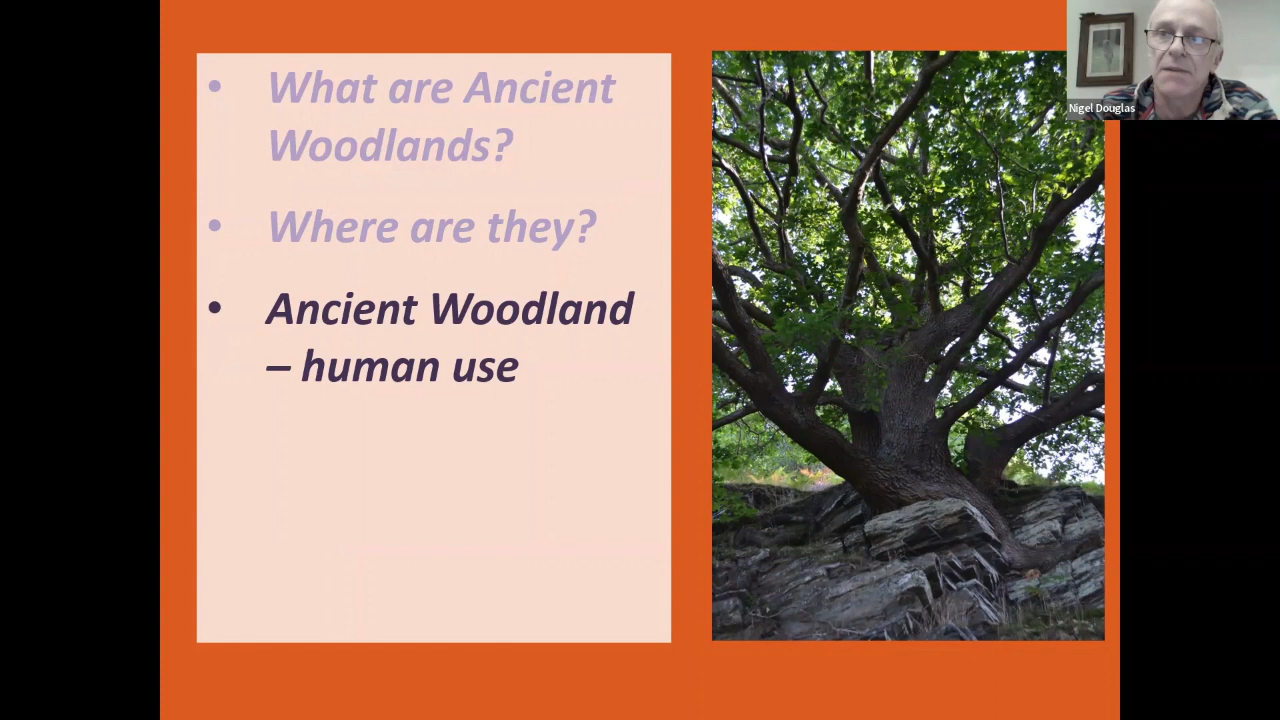 • What are Ancient
Woodlands?
• Where are they?
• Ancient Woodland
– human use
Nigel Douglas